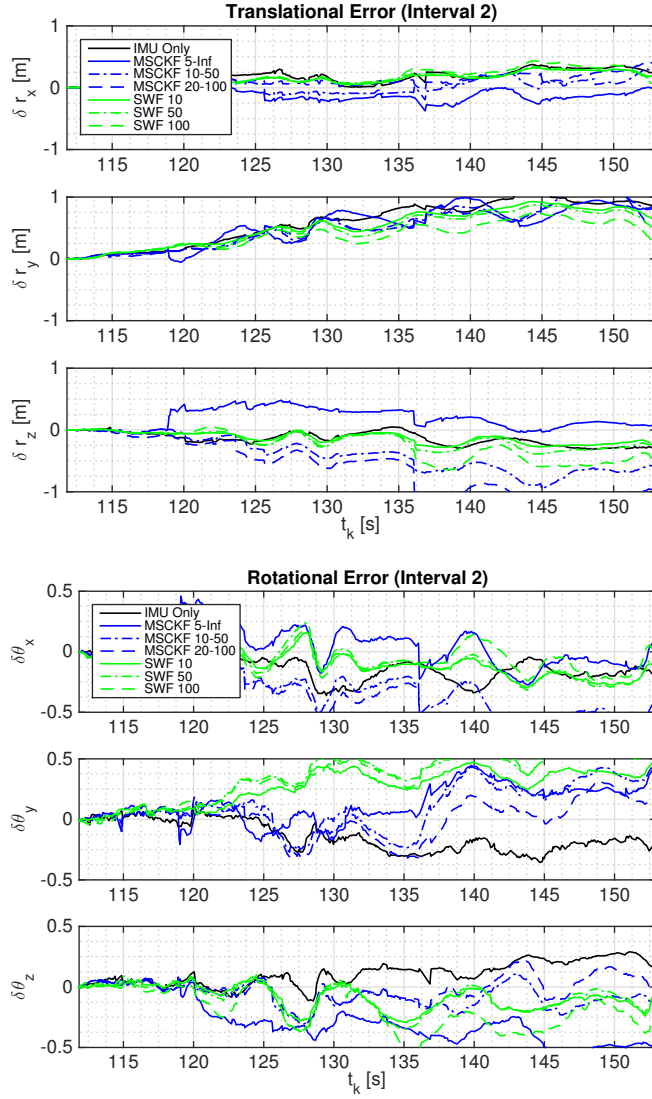 Translational Error (Interval 2)
δ r_x [m]
1
0
-1
IMU Only
MSCKF 5-Inf
MSCKF 10-50
MSCKF 20-100
SWF 10
SWF 50
SWF 100
115 120 125 130 135 140 145 150
δ r_y [m]
1
0
-1
115 120 125 130 135 140 145 150
δ r_z [m]
1
0
-1
115 120 125 130 135 140 145 150
t_k [s]
Rotational Error (Interval 2)
δθ_x
0.5
0
-0.5
IMU Only
MSCKF 5-Inf
MSCKF 10-50
MSCKF 20-100
SWF 10
SWF 50
SWF 100
115 120 125 130 135 140 145 150
δθ_y
0.5
0
-0.5
115 120 125 130 135 140 145 150
δθ_z
0.5
0
-0.5
115 120 125 130 135 140 145 150
t_k [s]